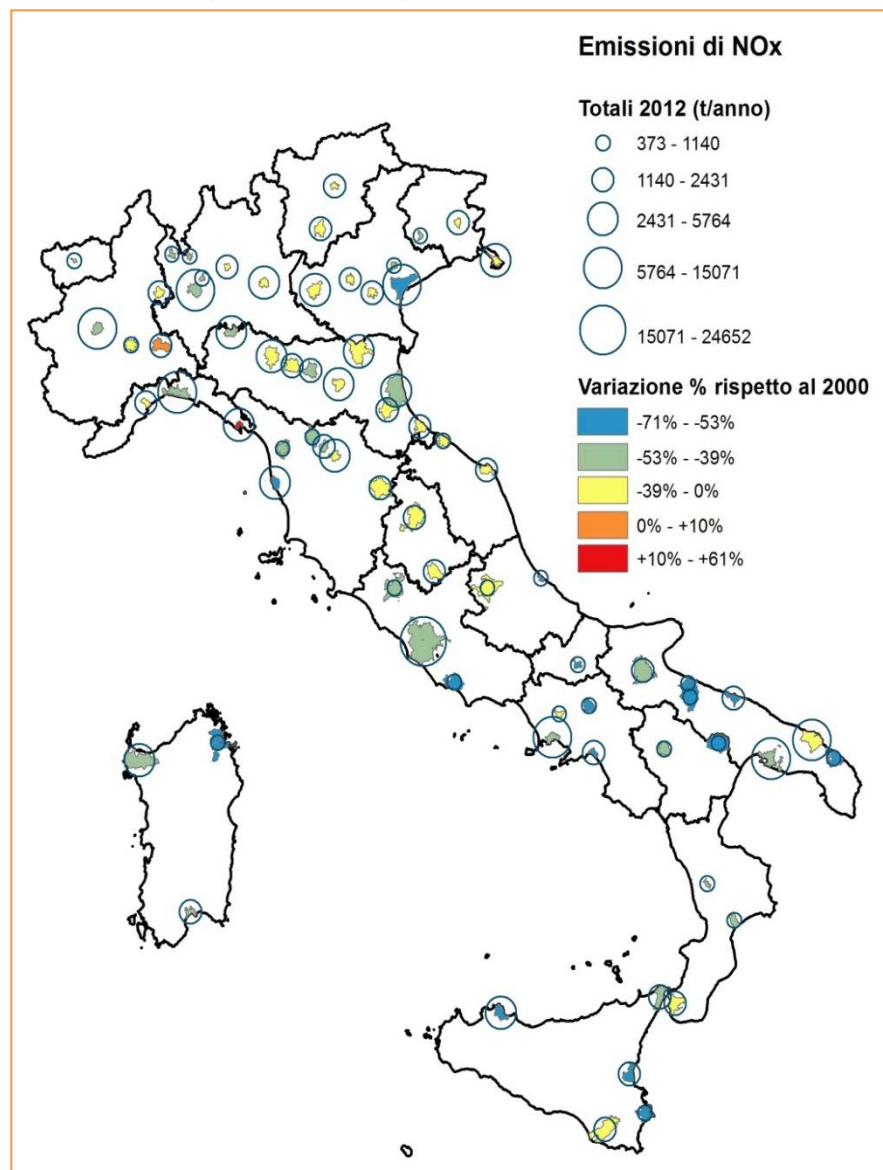 Emissioni di NOx
Totali 2012 (t/anno)
373 - 1140
1140 - 2431
2431 - 5764
5764 - 15071
15071 - 24652
Variazione % rispetto al 2000
-71% - -53%
-53% - -39%
-39% - 0%
0% - +10%
+10% - +61%